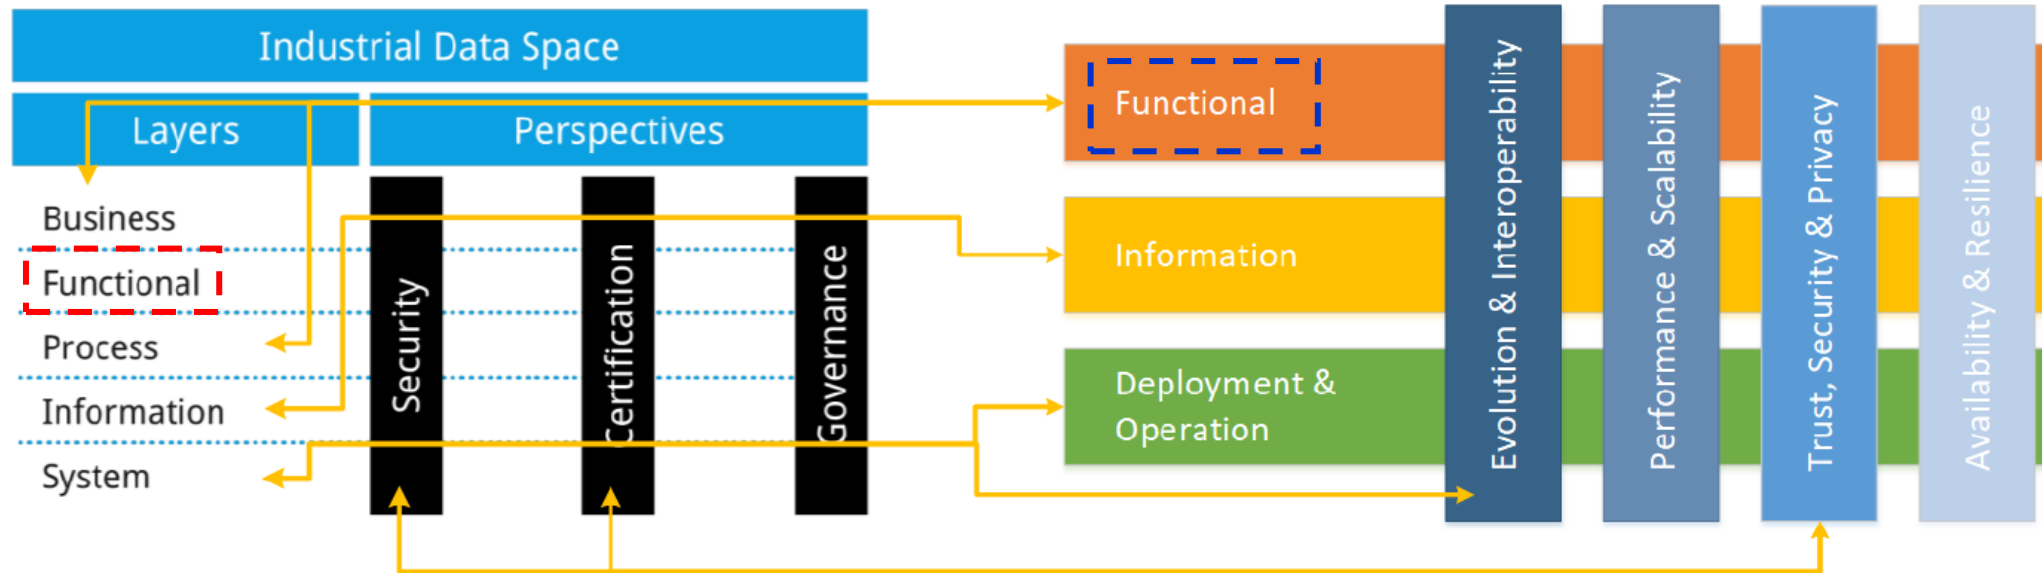 Industrial Data Space
Layers
Perspectives
Business
Functional
Process
Information
System
Security
Certification
Governance
Functional
Information
Deployment &
Operation
Evolution & Interoperability
Performance & Scalability
Trust, Security & Privacy
Availability & Resilience